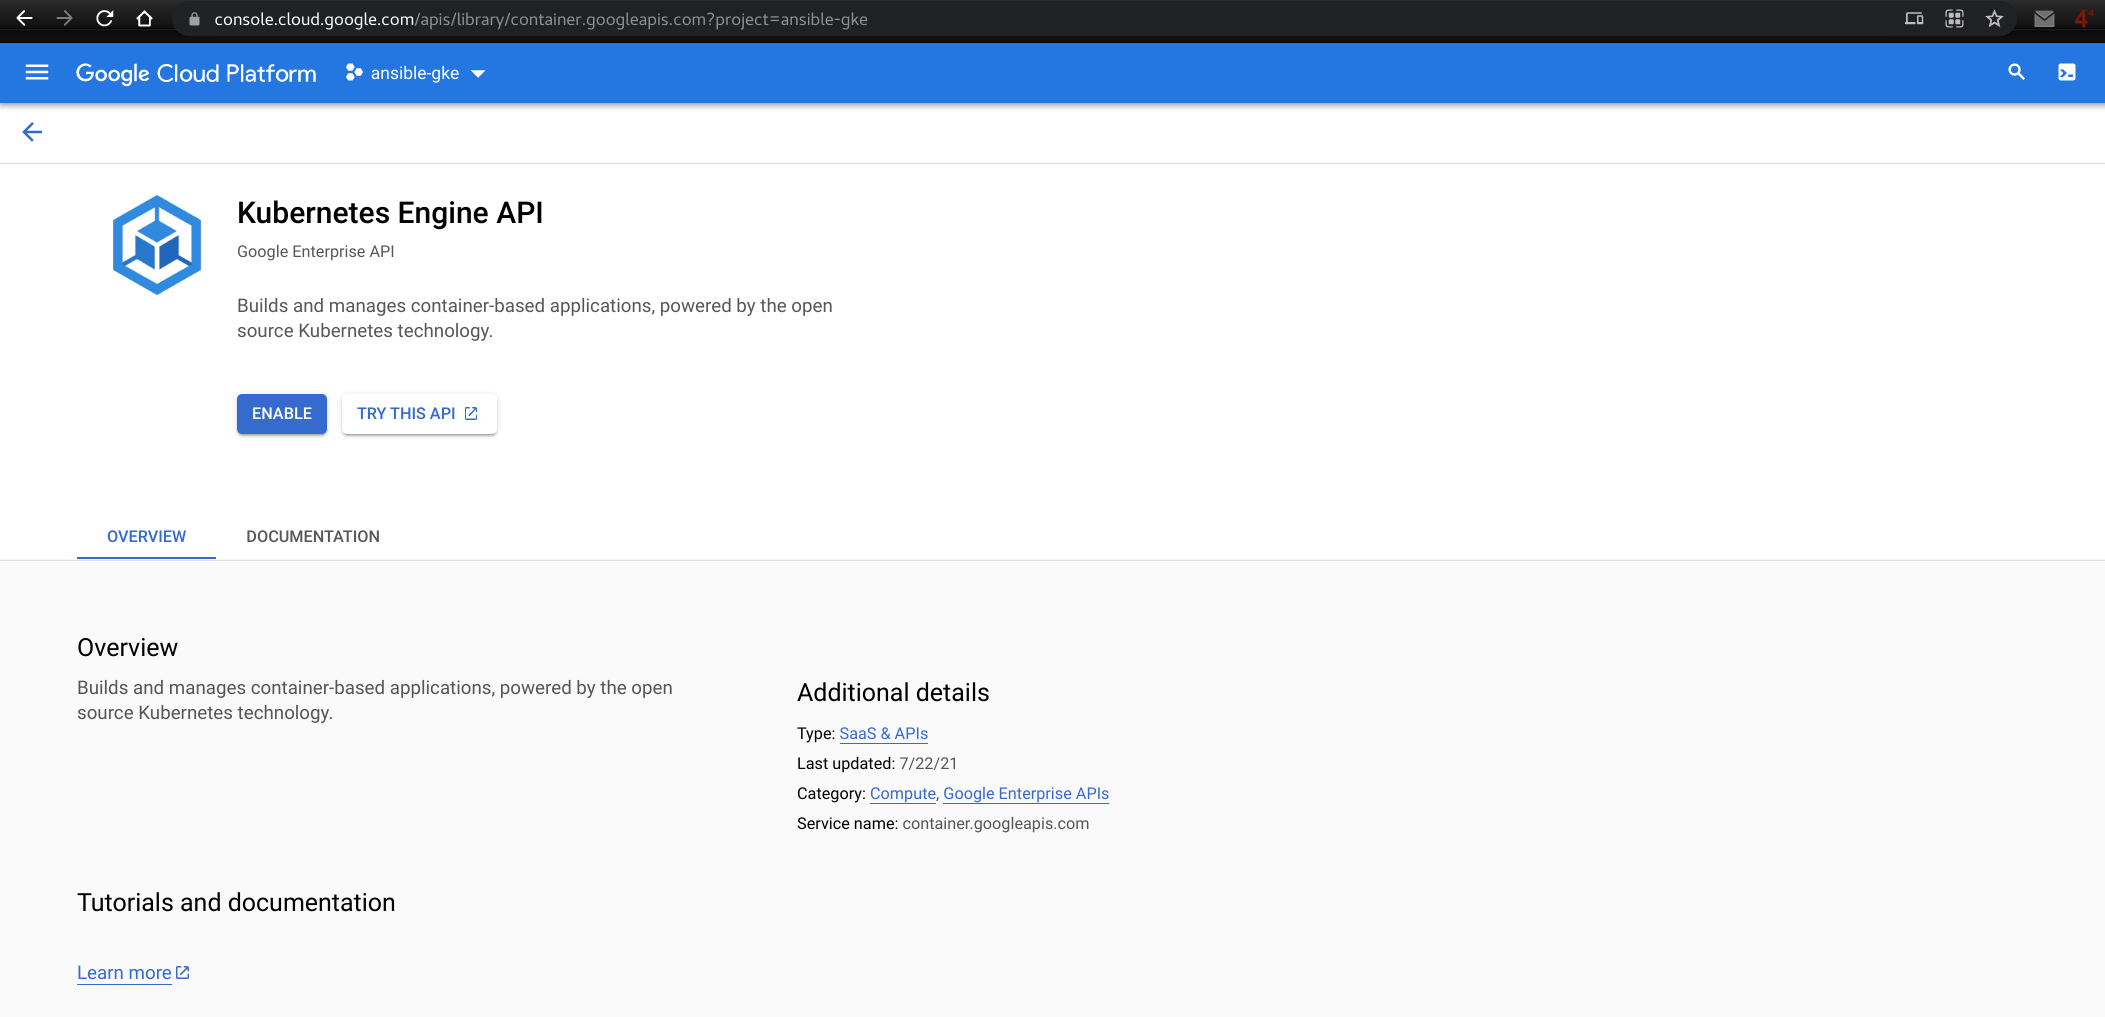 console.cloud.google.com/apis/library/container.googleapis.com?project=ansible-gke
4⁴
Google Cloud Platform
ansible-gke
Kubernetes Engine API
Google Enterprise API
Builds and manages container-based applications, powered by the open
source Kubernetes technology.
ENABLE
TRY THIS API
OVERVIEW
DOCUMENTATION
Overview
Builds and manages container-based applications, powered by the open
source Kubernetes technology.
Additional details
Type: SaaS & APIs
Last updated: 7/22/21
Category: Compute, Google Enterprise APIs
Service name: container.googleapis.com
Tutorials and documentation
Learn more